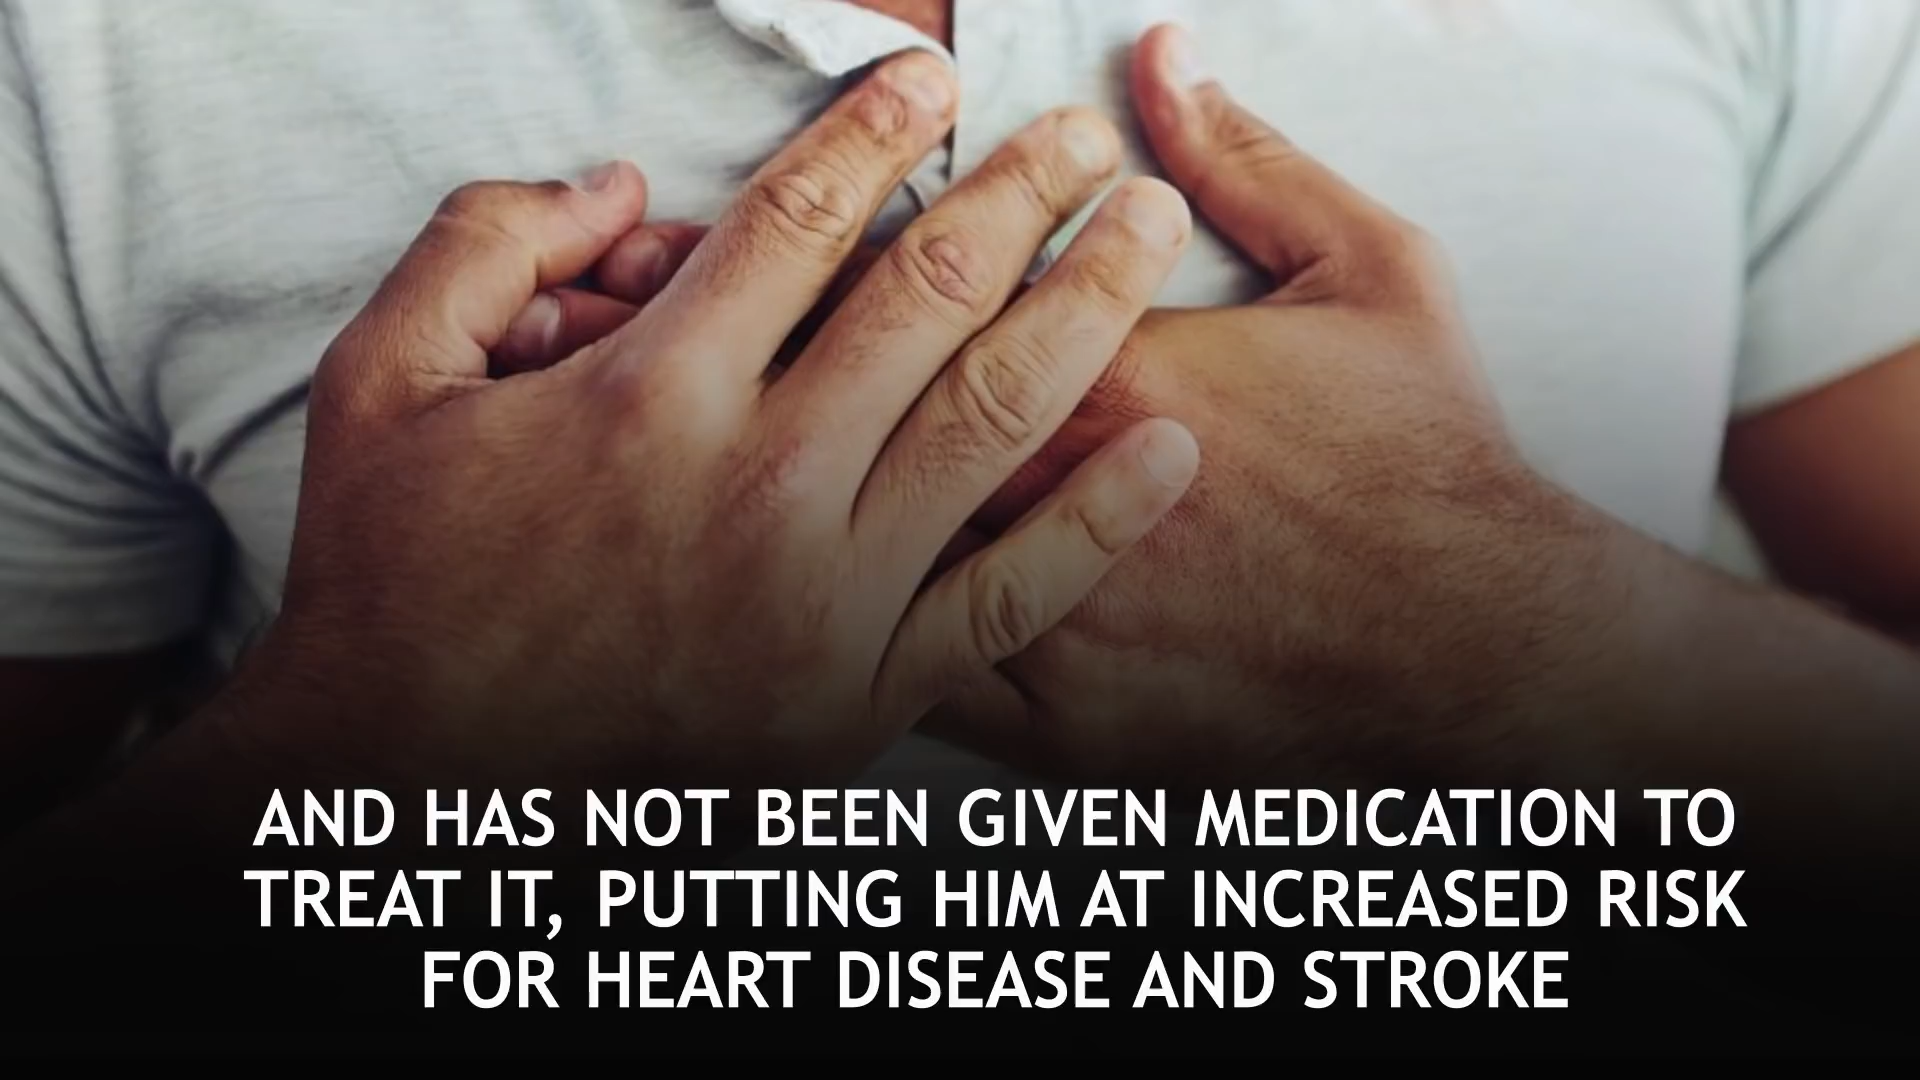 AND HAS NOT BEEN GIVEN MEDICATION TO
TREAT IT, PUTTING HIM AT INCREASED RISK
FOR HEART DISEASE AND STROKE